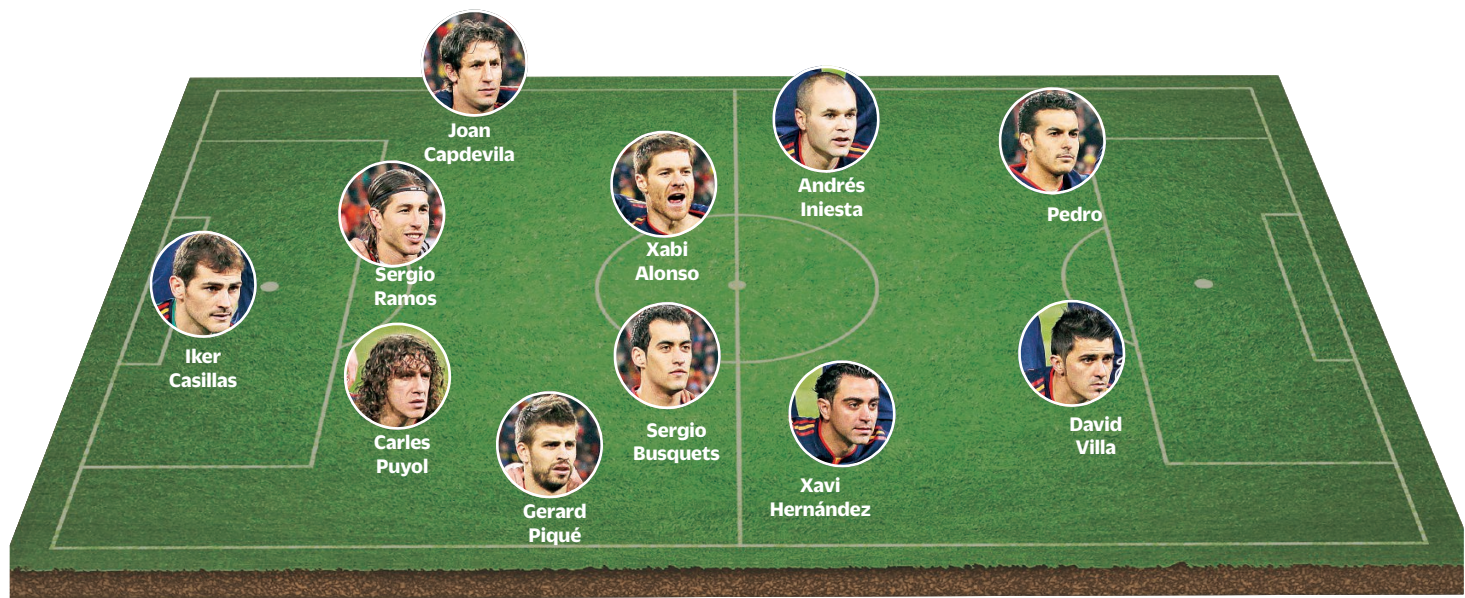 Joan
Capdevila
Andrés
Iniesta
Pedro
Xabi
Alonso
Sergio
Ramos
Iker
Casillas
Carles
Puyol
Sergio
Busquets
David
Villa
Xavi
Hernández
Gerard
Piqué